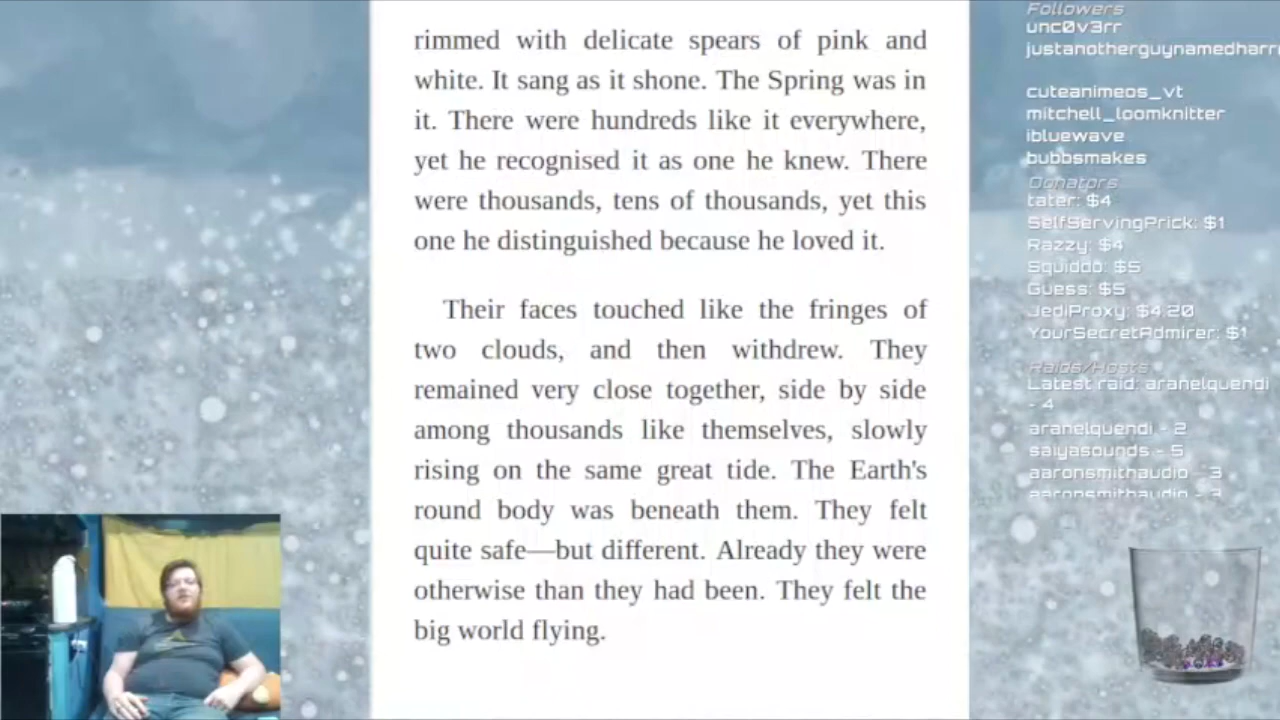 rimmed with delicate spears of pink and
white. It sang as it shone. The Spring was in
it. There were hundreds like it everywhere,
yet he recognised it as one he knew. There
were thousands, tens of thousands, yet this
one he distinguished because he loved it.
Their faces touched like the fringes of
two clouds, and then withdrew. They
remained very close together, side by side
among thousands like themselves, slowly
rising on the same great tide. The Earth's
round body was beneath them. They felt
quite safe—but different. Already they were
otherwise than they had been. They felt the
big world flying.
Followers
unc0v3rr
justanotherguynamedharr
cuteanimeos_vt
mitchell_loomknitter
ibluewave
bubbsmakes
Donators
tater: $4
SelfServingPrick: $1
Razzy: $4
Squiddo: $5
Guess: $5
JediProxy: $4.20
YourSecretAdmirer: $1
Raids/Hosts
Latest raid: arahelquendi
- 4
arahelquendi - 2
saiyasounds - 5
aaronsmithaudio - 3
aaronsmithaudio - 3